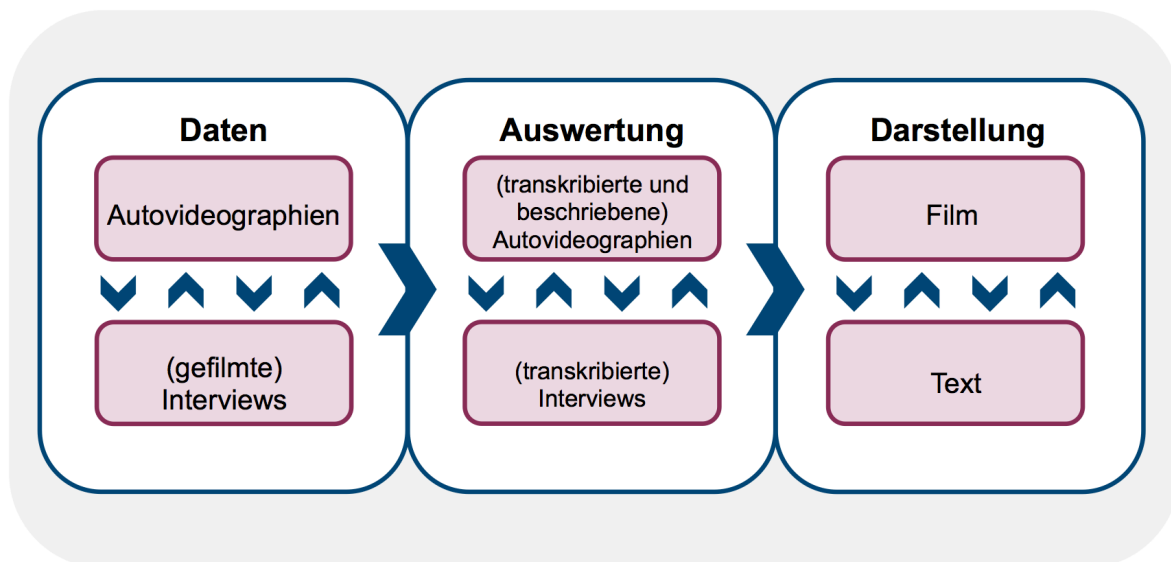 Daten
Autovideographien
(gefilmte)
Interviews
Auswertung
(transkribierte und
beschriebene)
Autovideographien
(transkribierte)
Interviews
Darstellung
Film
Text